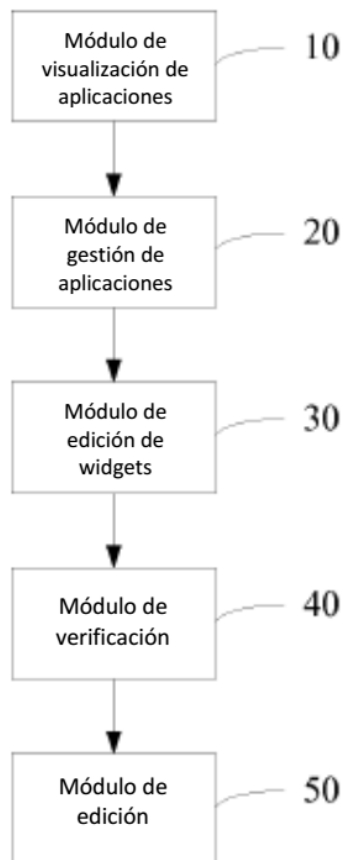 Módulo de
visualización de
aplicaciones
10
Módulo de
gestión de
aplicaciones
20
Módulo de
edición de
widgets
30
Módulo de
verificación
40
Módulo de
edición
50